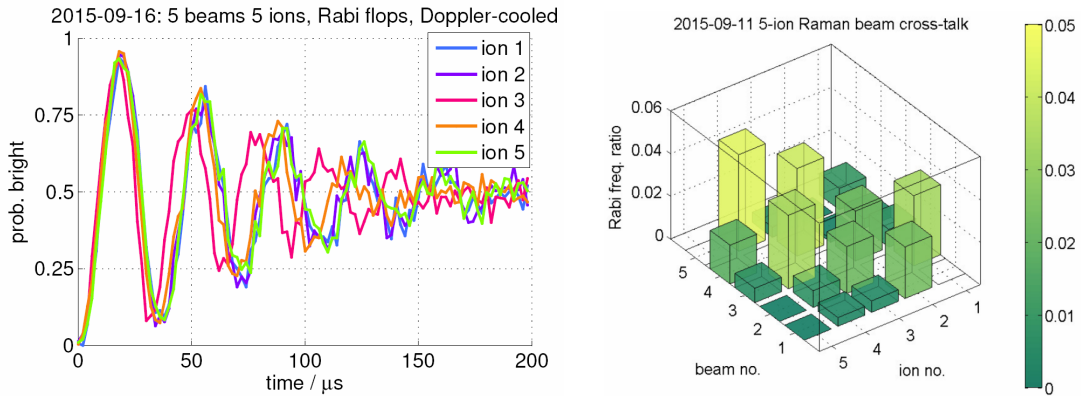 2015-09-16: 5 beams 5 ions, Rabi flops, Doppler-cooled
1
0.75
0.5
0.25
0
prob. bright
0
50
100
150
200
time / μs
ion 1
ion 2
ion 3
ion 4
ion 5
2015-09-11 5-ion Raman beam cross-talk
Rabi freq. ratio
0.06
0.04
0.02
0
5
4
3
2
1
beam no.
5
4
3
2
1
ion no.
0.05
0.04
0.03
0.02
0.01
0